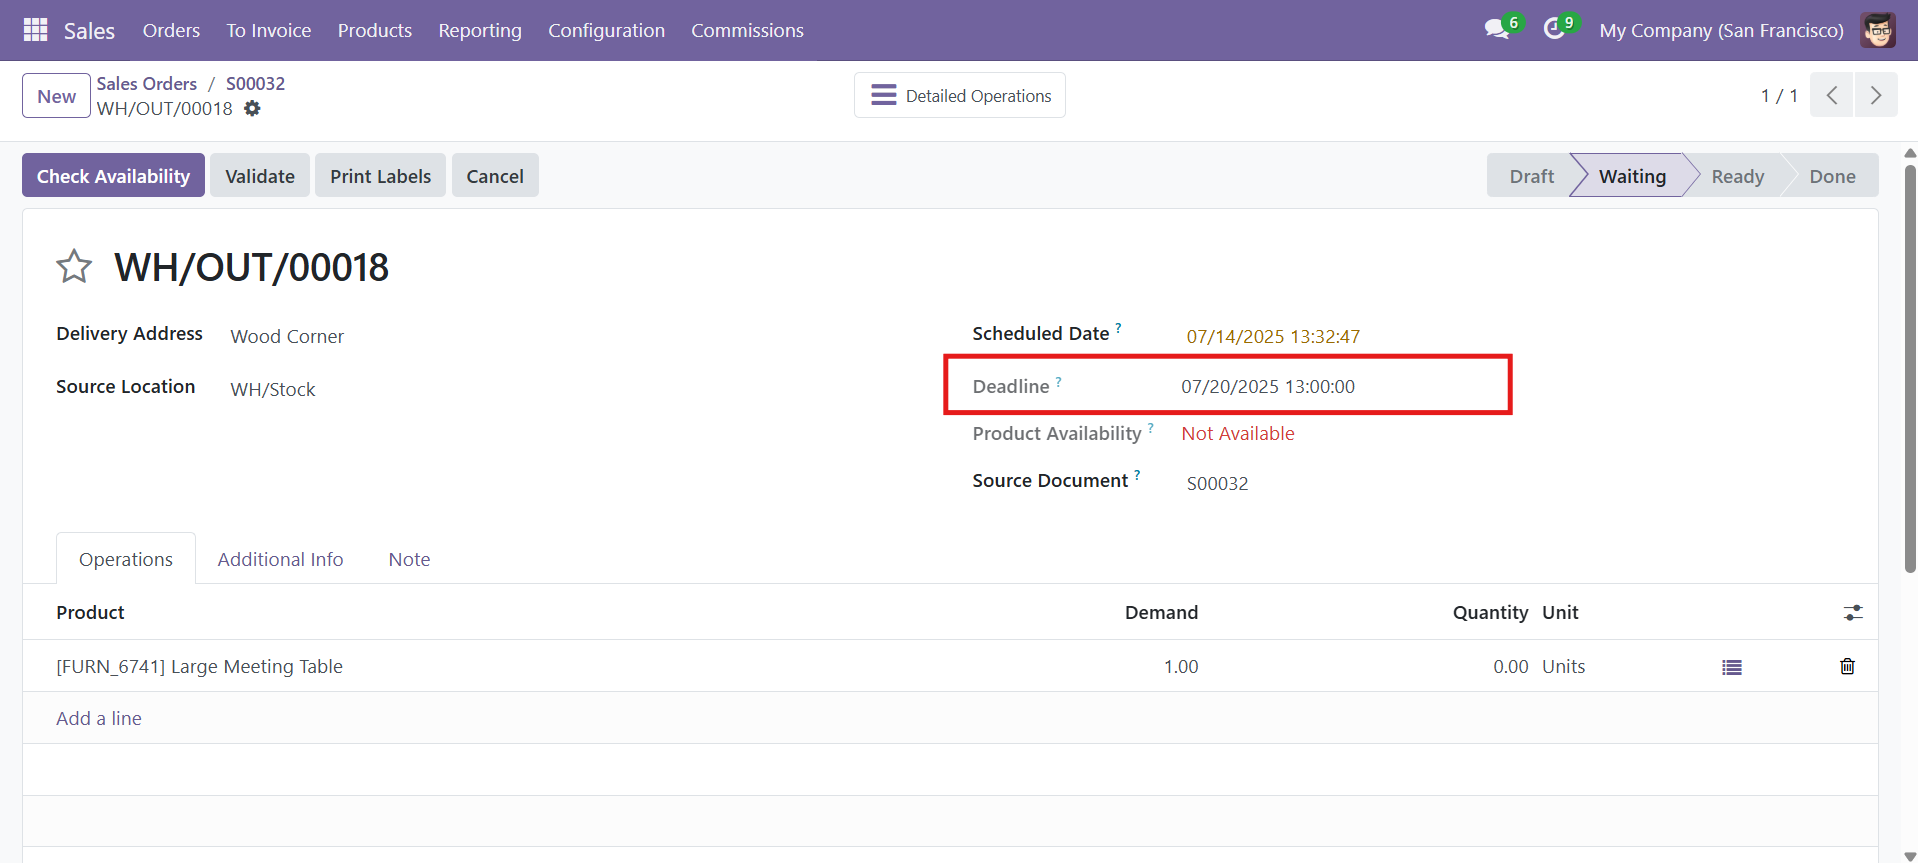 Sales Orders To Invoice Products Reporting Configuration Commissions 6 9 My Company (San Francisco)
New Sales Orders / S00032
WH/OUT/00018
Detailed Operations
1 / 1
Check Availability Validate Print Labels Cancel Draft Waiting Ready Done
WH/OUT/00018
Delivery Address Wood Corner
Source Location WH/Stock
Scheduled Date ? 07/14/2025 13:32:47
Deadline ? 07/20/2025 13:00:00
Product Availability ? Not Available
Source Document ? S00032
Operations Additional Info Note
Product Demand Quantity Unit
[FURN_6741] Large Meeting Table 1.00 0.00 Units
Add a line